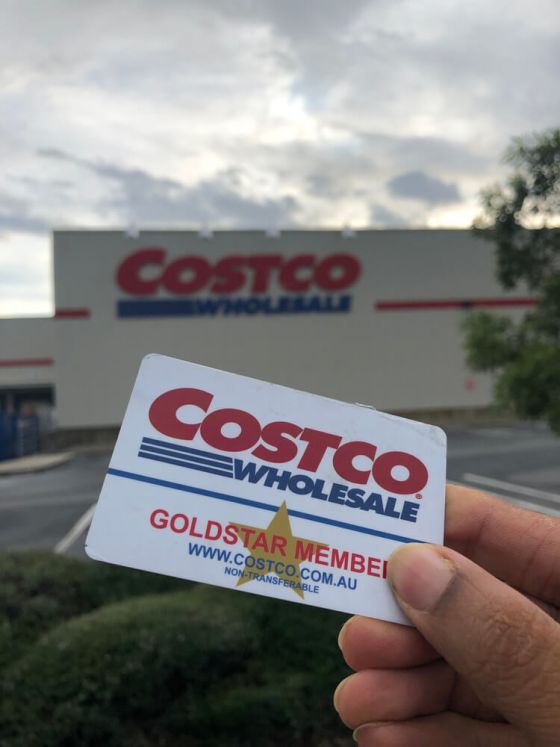 COSTCO
WHOLESALE
COSTCO
WHOLESALE
GOLDSTAR MEMBER
WWW.COSTCO.COM.AU
NON-TRANSFERABLE